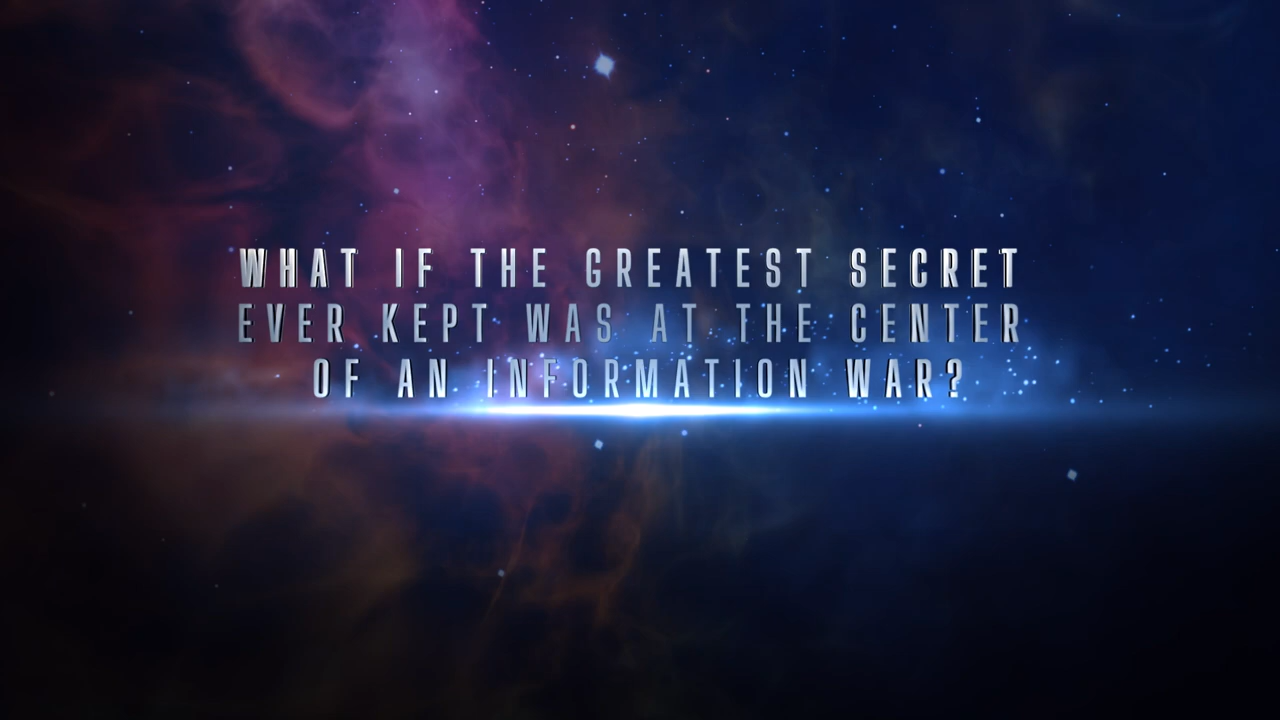 WHAT IF THE GREATEST SECRET
EVER KEPT WAS AT THE CENTER
OF AN INFORMATION WAR?